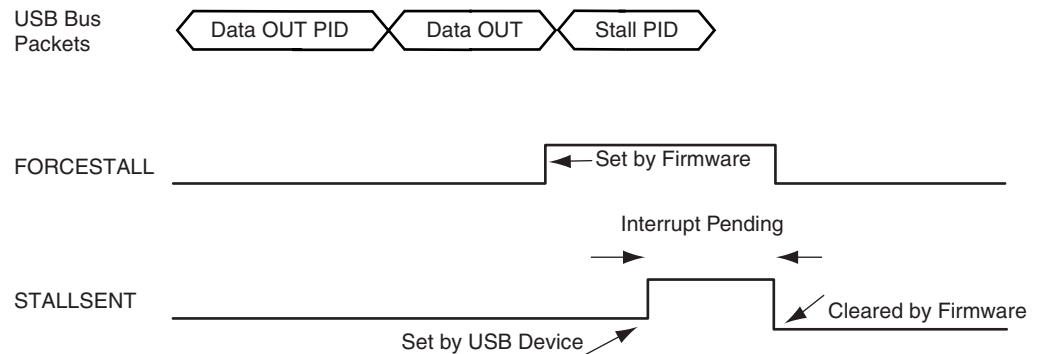 USB Bus
Packets
Data OUT PID
Data OUT
Stall PID
FORCESTALL
Set by Firmware
Interrupt Pending
STALLSENT
Cleared by Firmware
Set by USB Device